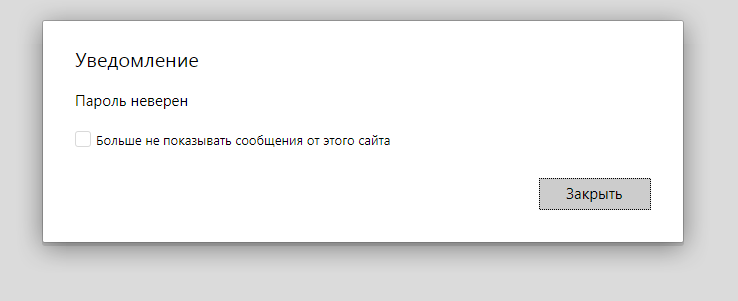 Уведомление
Пароль неверен
Больше не показывать сообщения от этого сайта
Закрыть